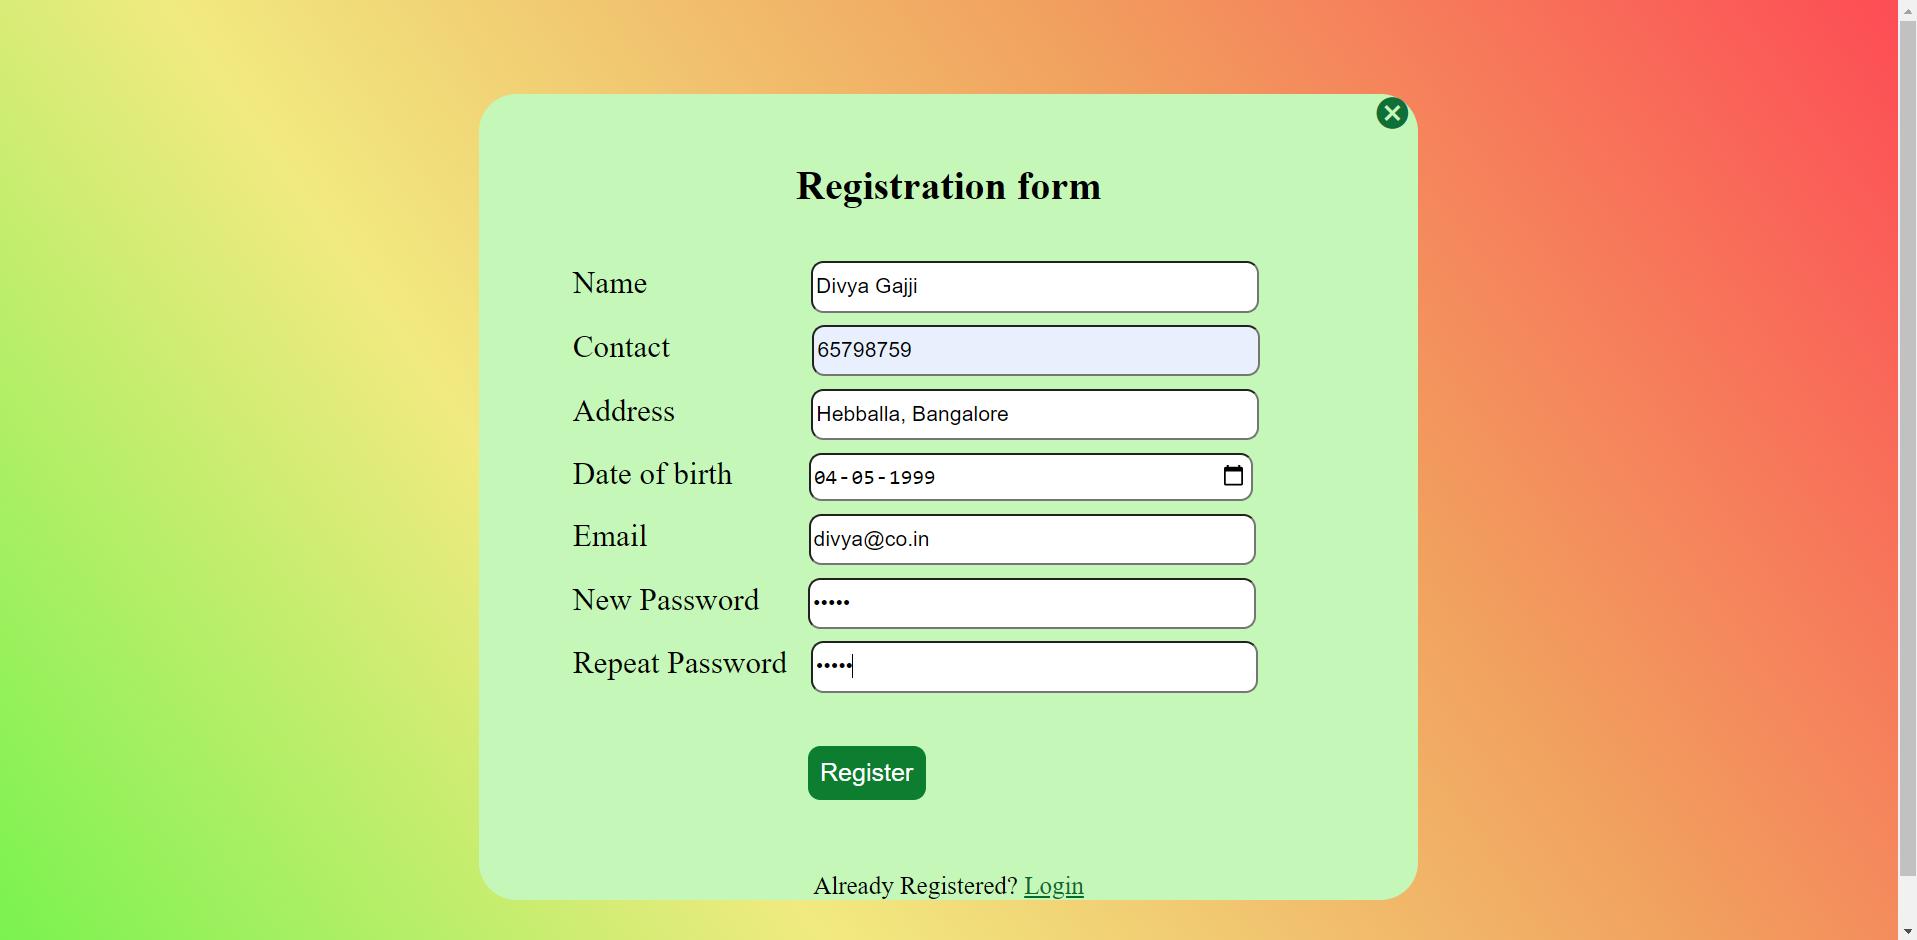 Registration form
Name Divya Gajji
Contact 65798759
Address Hebballa, Bangalore
Date of birth 04-05-1999
Email divya@co.in
New Password •••••
Repeat Password •••••
Register
Already Registered? Login